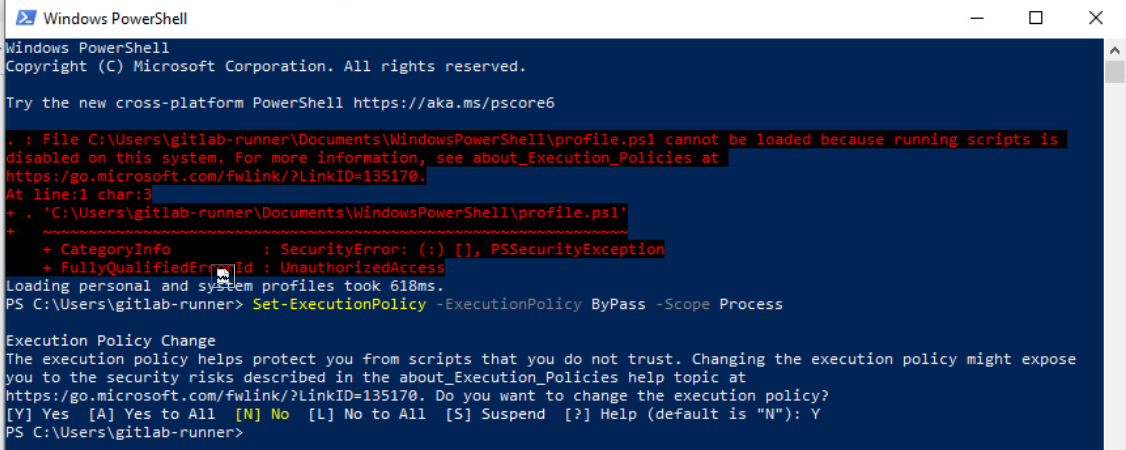 Windows PowerShell
Windows PowerShell
Copyright (C) Microsoft Corporation. All rights reserved.
Try the new cross-platform PowerShell https://aka.ms/pscore6
. : File C:\Users\gitlab-runner\Documents\WindowsPowerShell\profile.ps1 cannot be loaded because running scripts is
disabled on this system. For more information, see about_Execution_Policies at
https:/go.microsoft.com/fwlink/?LinkID=135170.
At line:1 char:3
+ . 'C:\Users\gitlab-runner\Documents\WindowsPowerShell\profile.ps1'
+   ~~~~~~~~~~~~~~~~~~~~~~~~~~~~~~~~~~~~~~~~~~~~~~~~~~~~~~~~~~~~~~~~
    + CategoryInfo          : SecurityError: (:) [], PSSecurityException
    + FullyQualifiedErrorId : UnauthorizedAccess
Loading personal and system profiles took 618ms.
PS C:\Users\gitlab-runner> Set-ExecutionPolicy -ExecutionPolicy ByPass -Scope Process
Execution Policy Change
The execution policy helps protect you from scripts that you do not trust. Changing the execution policy might expose
you to the security risks described in the about_Execution_Policies help topic at
https:/go.microsoft.com/fwlink/?LinkID=135170. Do you want to change the execution policy?
[Y] Yes  [A] Yes to All  [N] No  [L] No to All  [S] Suspend  [?] Help (default is "N"): Y
PS C:\Users\gitlab-runner>